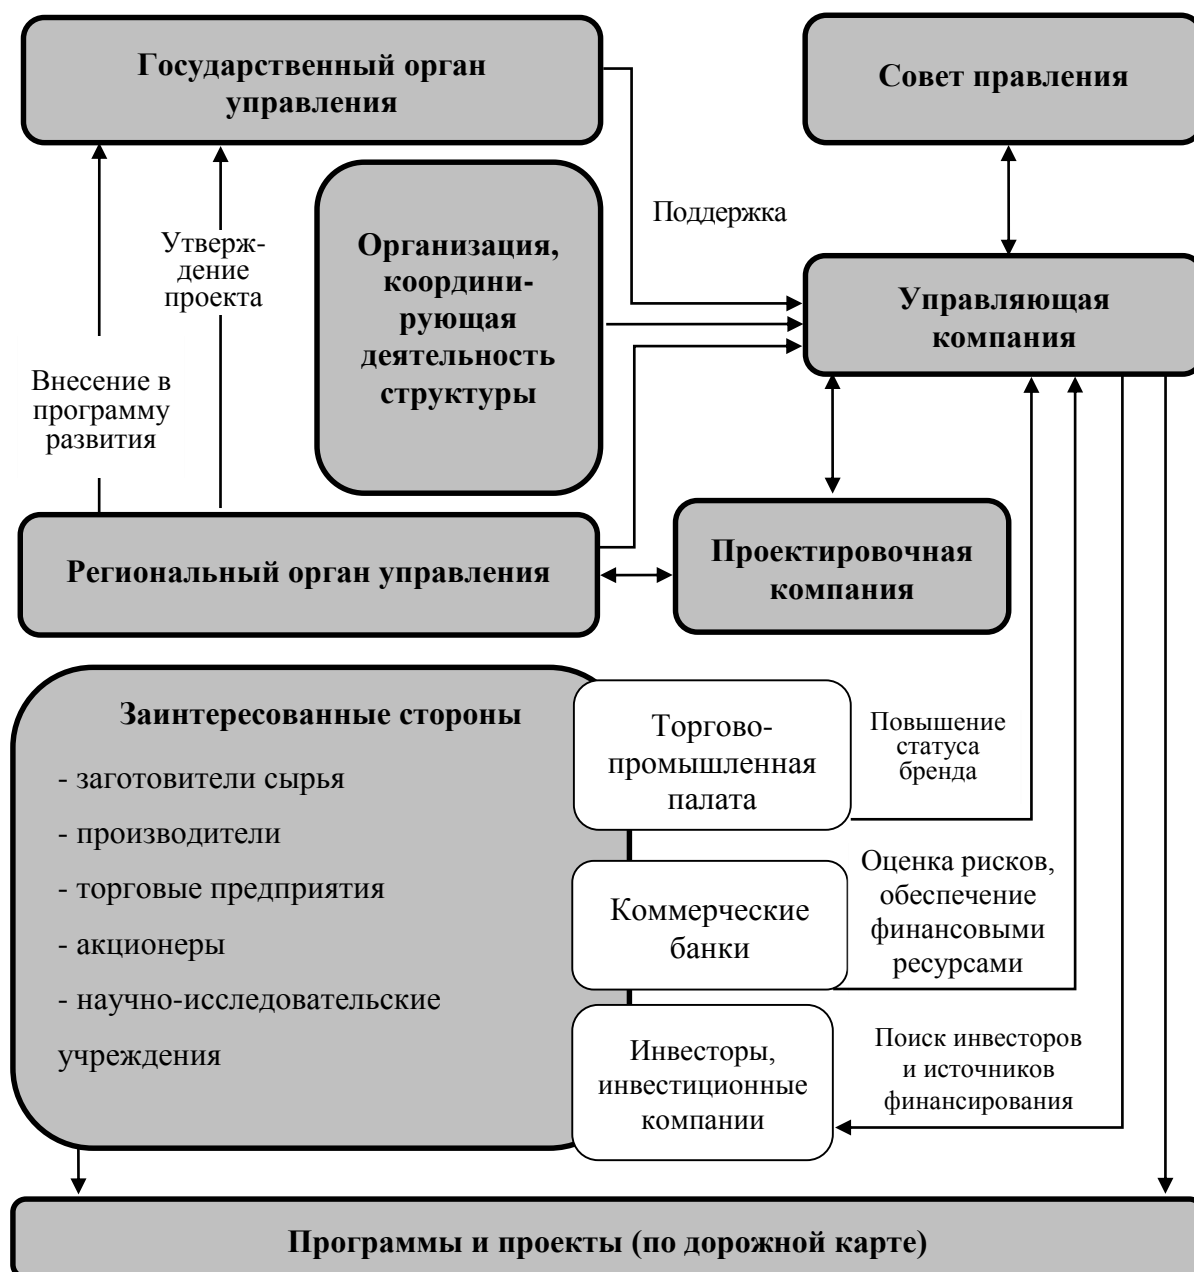 Государственный орган
управления
Совет правления
Поддержка
Утверж-
дение
проекта
Организация,
координи-
рующая
деятельность
структуры
Управляющая
компания
Внесение в
программу
развития
Региональный орган управления
Проектировочная
компания
Заинтересованные стороны
- заготовители сырья
- производители
- торговые предприятия
- акционеры
- научно-исследовательские
учреждения
Торгово-
промышленная
палата
Повышение
статуса
бренда
Коммерческие
банки
Оценка рисков,
обеспечение
финансовыми
ресурсами
Инвесторы,
инвестиционные
компании
Поиск инвесторов
и источников
финансирования
Программы и проекты (по дорожной карте)